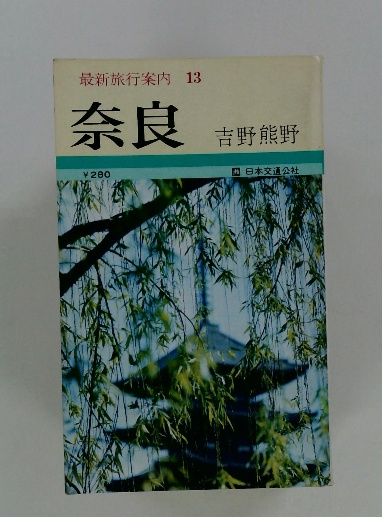 最新旅行案内 13
奈良 吉野熊野
¥280 日本交通公社